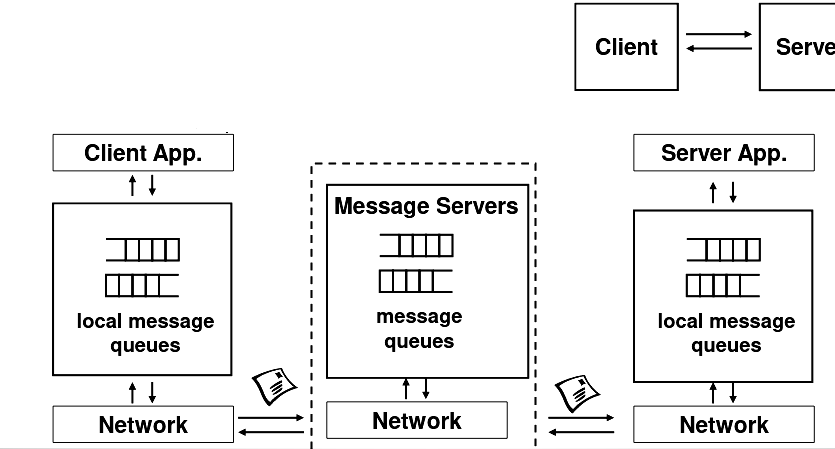 Client
Serve
Client App.
Server App.
Message Servers
local message
queues
message
queues
local message
queues
Network
Network
Network